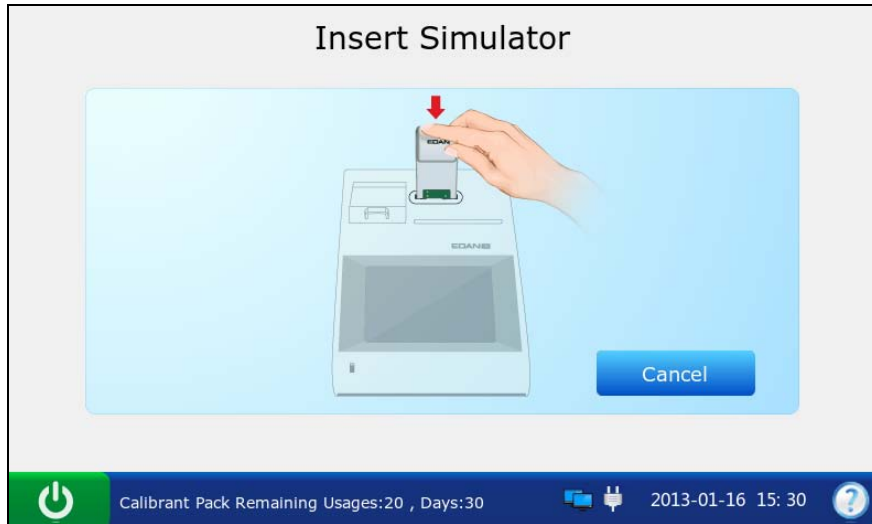 Insert Simulator
EDAN
EDAN
Cancel
Calibrant Pack Remaining Usages:20 , Days:30
2013-01-16 15: 30
?